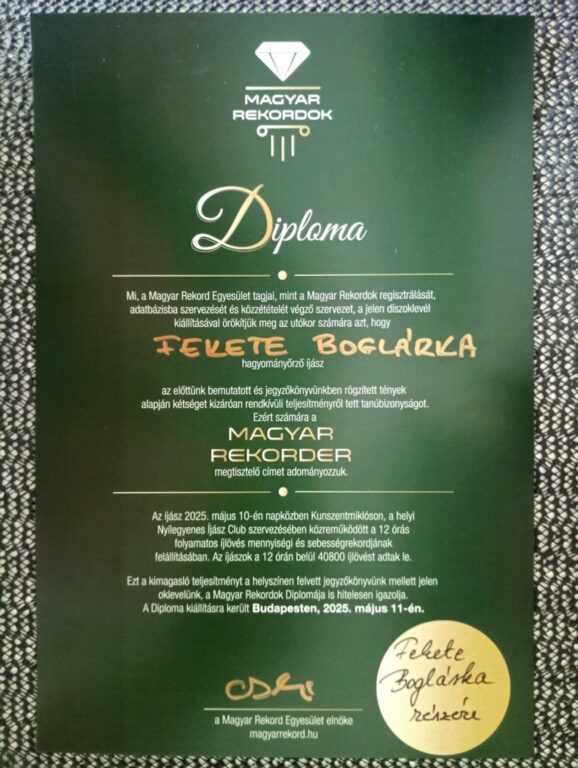 MAGYAR
REKORDOK
Diploma
Mi, a Magyar Rekord Egyesület tagjai, mint a Magyar Rekordok regisztrálását,
adatbázisba szervezését és közzétételét végző szervezet, a jelen díszoklevél
kiállításával örökítjük meg az utókor számára azt, hogy
FEKETE BOGLÁRKA
hagyományőrző íjász
az előttünk bemutatott és jegyzőkönyvünkben rögzített tények
alapján kétséget kizáróan rendkívüli teljesítményről tett tanúbizonyságot.
Ezért számára a
MAGYAR
REKORDER
megtisztelő címet adományozzuk.
Az íjász 2025. május 10-én napközben Kunszentmiklóson, a helyi
Nyílegyenes Íjász Club szervezésében közreműködött a 12 órás
folyamatos íjlövés mennyiségi és sebességrekordjának
felállításában. Az íjászok a 12 órán belül 40800 íjlövést adtak le.
Ezt a kimagasló teljesítményt a helyszínen felvett jegyzőkönyvünk mellett jelen
oklevelünk, a Magyar Rekordok Diplomája is hitelesen igazolja.
A Diploma kiállításra került Budapesten, 2025. május 11-én.
a Magyar Rekord Egyesület elnöke
magyarrekord.hu
Fekete
Boglárka
részére